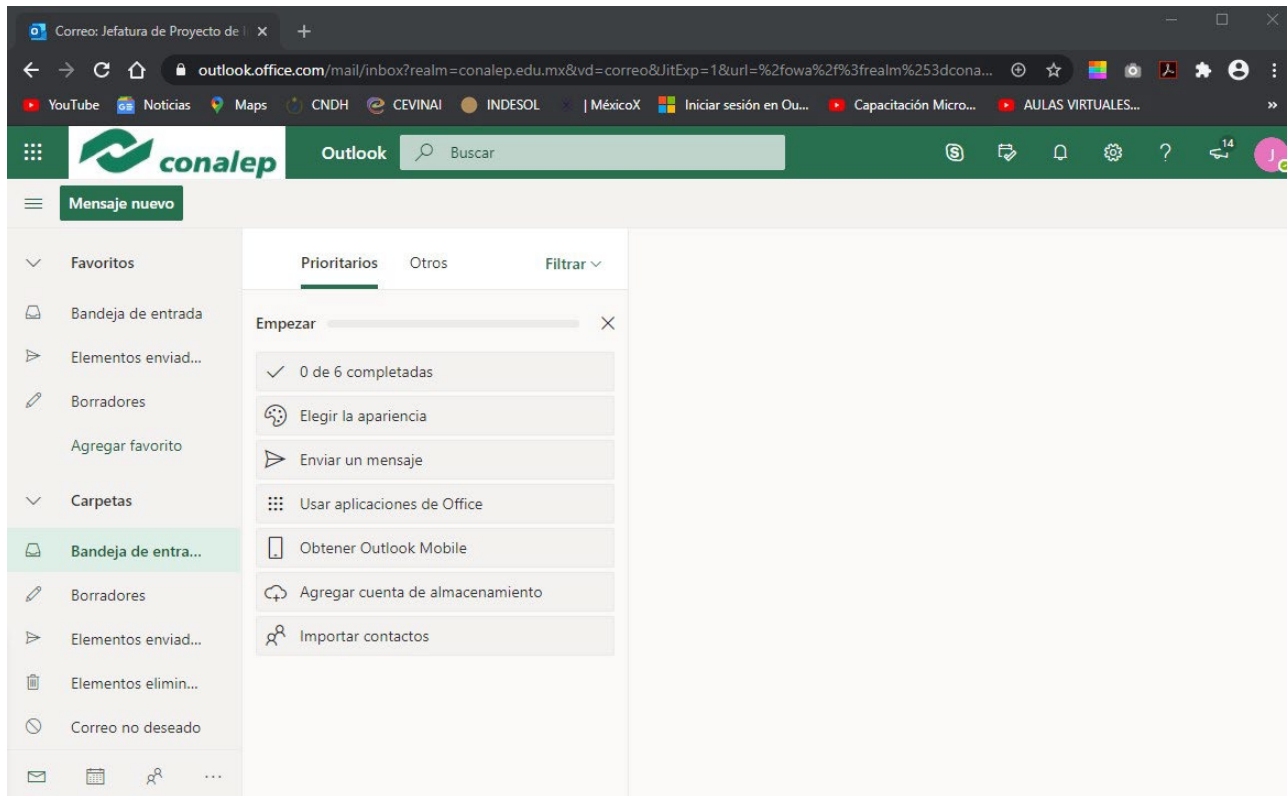 Correo: Jefatura de Proyecto de I
outlook.office.com/mail/inbox?realm=conalep.edu.mx&vd=correo&JitExp=1&url=%2fowa%2f%3frealm%253dcona...
YouTube Noticias Maps CNDH CEVINAI INDESOL | MéxicoX Iniciar sesión en Ou... Capacitación Micro... AULAS VIRTUALES... »
conalep Outlook Buscar 14 J
Mensaje nuevo
Favoritos
Bandeja de entrada
Elementos enviad...
Borradores
Agregar favorito
Carpetas
Bandeja de entra...
Borradores
Elementos enviad...
Elementos elimin...
Correo no deseado
Prioritarios Otros Filtrar
Empezar
0 de 6 completadas
Elegir la apariencia
Enviar un mensaje
Usar aplicaciones de Office
Obtener Outlook Mobile
Agregar cuenta de almacenamiento
Importar contactos